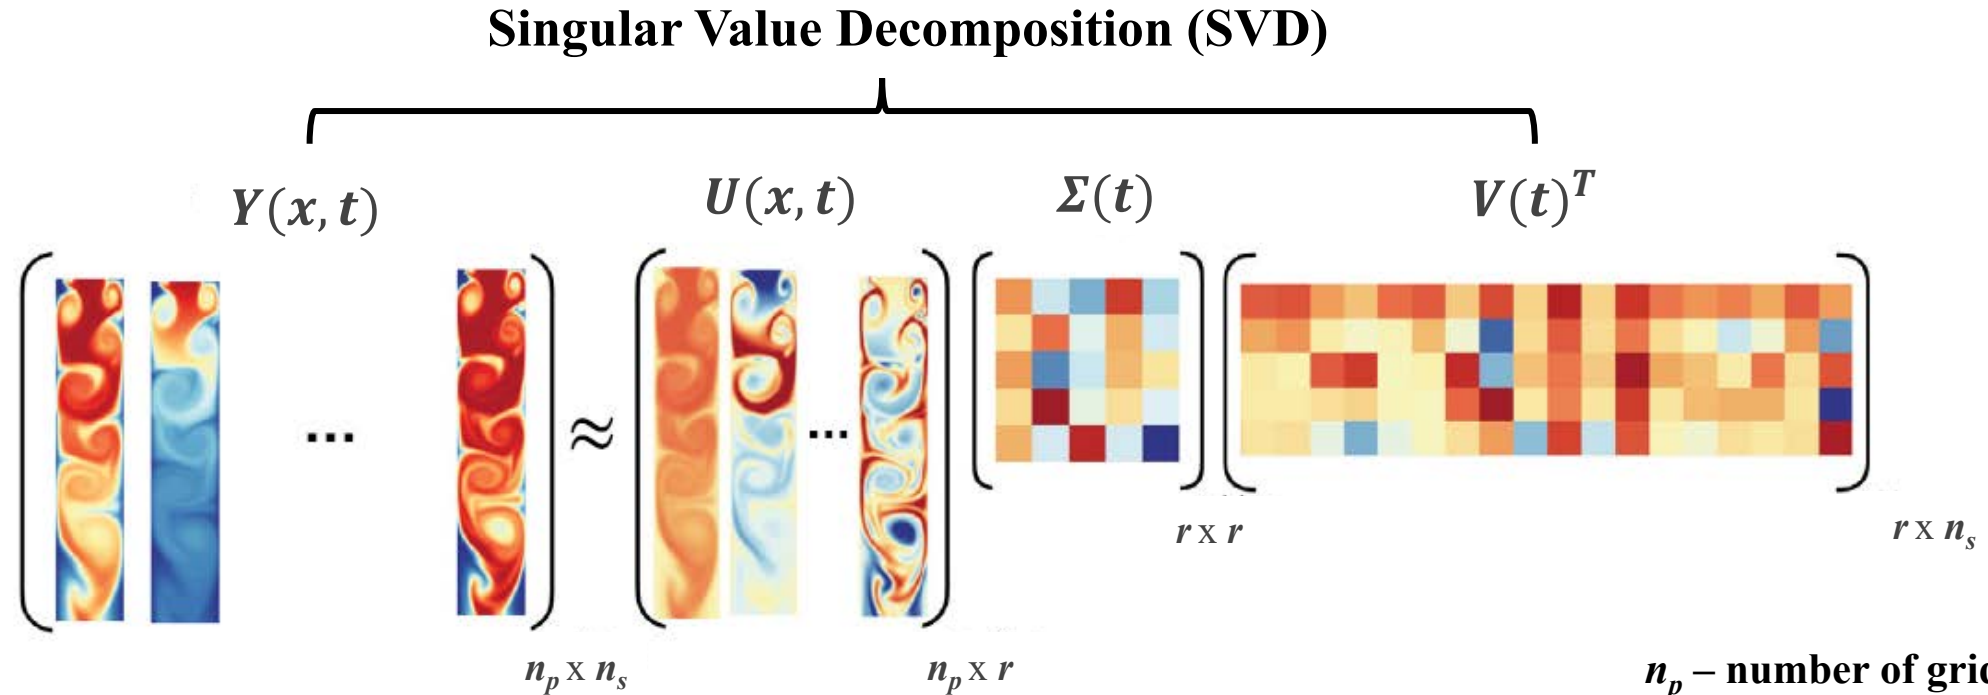 Singular Value Decomposition (SVD)
Y(x, t) U(x, t) Σ(t) V(t)^T
... ≈ ...
r x r r x n_s
n_p x n_s n_p x r
n_p – number of gri